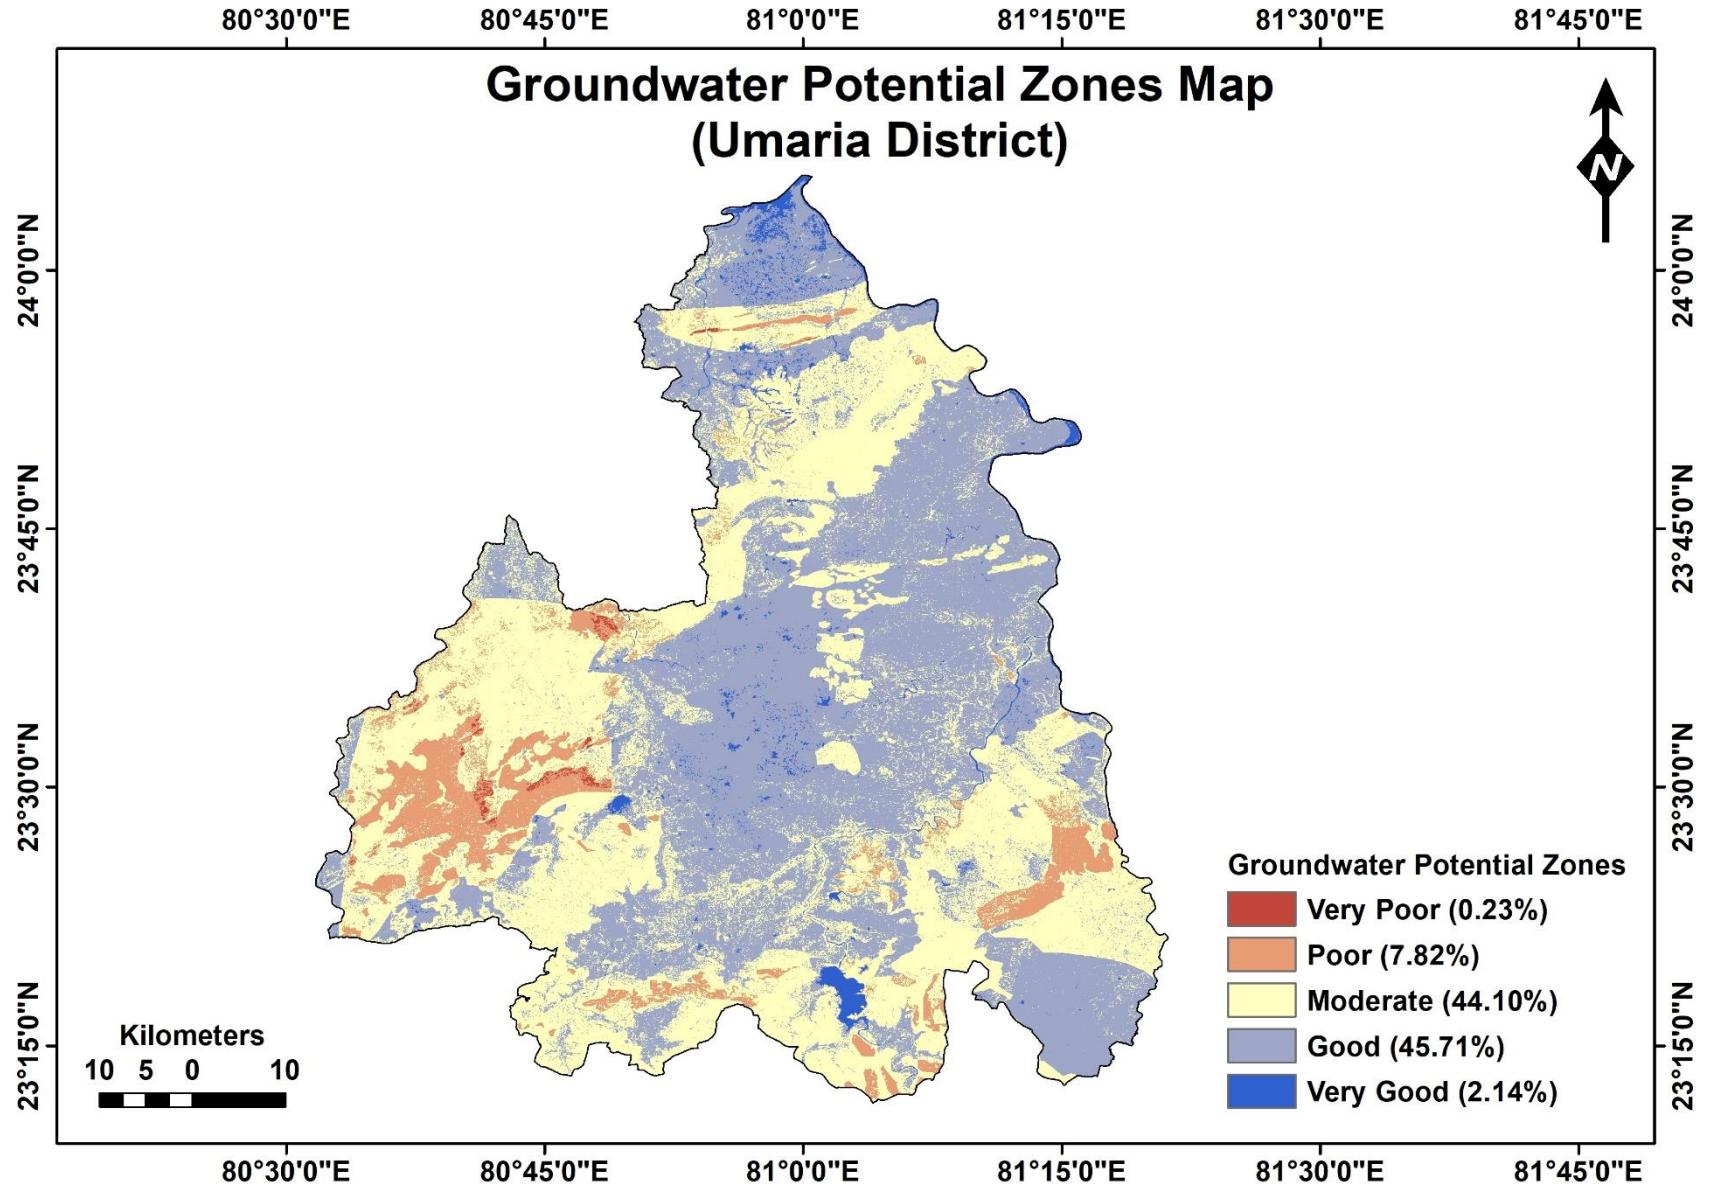 80°30'0"E 80°45'0"E 81°0'0"E 81°15'0"E 81°30'0"E 81°45'0"E
Groundwater Potential Zones Map
(Umaria District)
N
24°0'0"N 24°0'0"N
23°45'0"N 23°45'0"N
23°30'0"N 23°30'0"N
23°15'0"N 23°15'0"N
Groundwater Potential Zones
Very Poor (0.23%)
Poor (7.82%)
Moderate (44.10%)
Good (45.71%)
Very Good (2.14%)
Kilometers
10 5 0 10
80°30'0"E 80°45'0"E 81°0'0"E 81°15'0"E 81°30'0"E 81°45'0"E